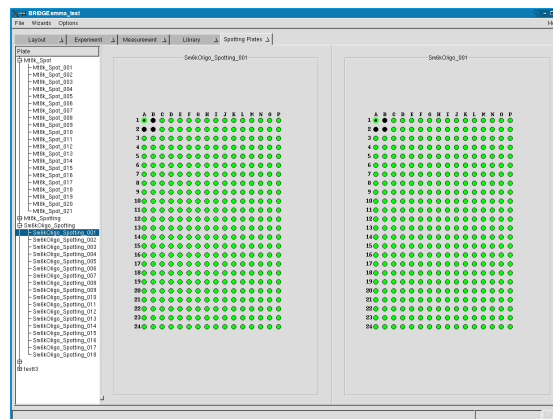 BRIDGE emma_test
File Wizards Options
Layout Experiment Measurement Library Spotting Plates
Plate
Mt8k_Spot
Mt8k_Spot_001
Mt8k_Spot_002
Mt8k_Spot_003
Mt8k_Spot_004
Mt8k_Spot_005
Mt8k_Spot_006
Mt8k_Spot_007
Mt8k_Spot_008
Mt8k_Spot_009
Mt8k_Spot_010
Mt8k_Spot_011
Mt8k_Spot_012
Mt8k_Spot_013
Mt8k_Spot_014
Mt8k_Spot_015
Mt8k_Spot_016
Mt8k_Spot_017
Mt8k_Spot_018
Mt8k_Spot_019
Mt8k_Spot_020
Mt8k_Spot_021
Mt8k_Spotting
Sm6kOligo_Spotting
Sm6kOligo_Spotting_001
Sm6kOligo_Spotting_002
Sm6kOligo_Spotting_003
Sm6kOligo_Spotting_004
Sm6kOligo_Spotting_005
Sm6kOligo_Spotting_006
Sm6kOligo_Spotting_007
Sm6kOligo_Spotting_008
Sm6kOligo_Spotting_009
Sm6kOligo_Spotting_010
Sm6kOligo_Spotting_011
Sm6kOligo_Spotting_012
Sm6kOligo_Spotting_013
Sm6kOligo_Spotting_014
Sm6kOligo_Spotting_015
Sm6kOligo_Spotting_016
Sm6kOligo_Spotting_017
Sm6kOligo_Spotting_018
test83
Sm6kOligo_Spotting_001
A B C D E F G H I J K L M N O P
1
2
3
4
5
6
7
8
9
10
11
12
13
14
15
16
17
18
19
20
21
22
23
24
Sm6kOligo_001
A B C D E F G H I J K L M N O P
1
2
3
4
5
6
7
8
9
10
11
12
13
14
15
16
17
18
19
20
21
22
23
24